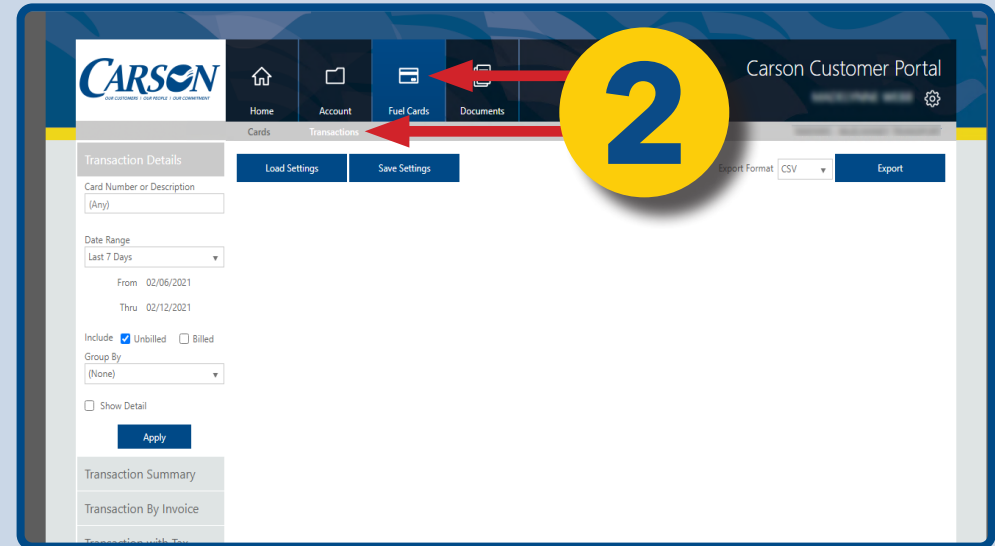 CARSON
OUR CUSTOMERS | OUR PEOPLE | OUR COMMITMENT
Home
Account
Fuel Cards
Documents
2
Carson Customer Portal
Cards
Transactions
Transaction Details
Load Settings
Save Settings
Export Format
CSV
Export
Card Number or Description
(Any)
Date Range
Last 7 Days
From 02/06/2021
Thru 02/12/2021
Include Unbilled Billed
Group By
(None)
Show Detail
Apply
Transaction Summary
Transaction By Invoice
Transaction with Tax